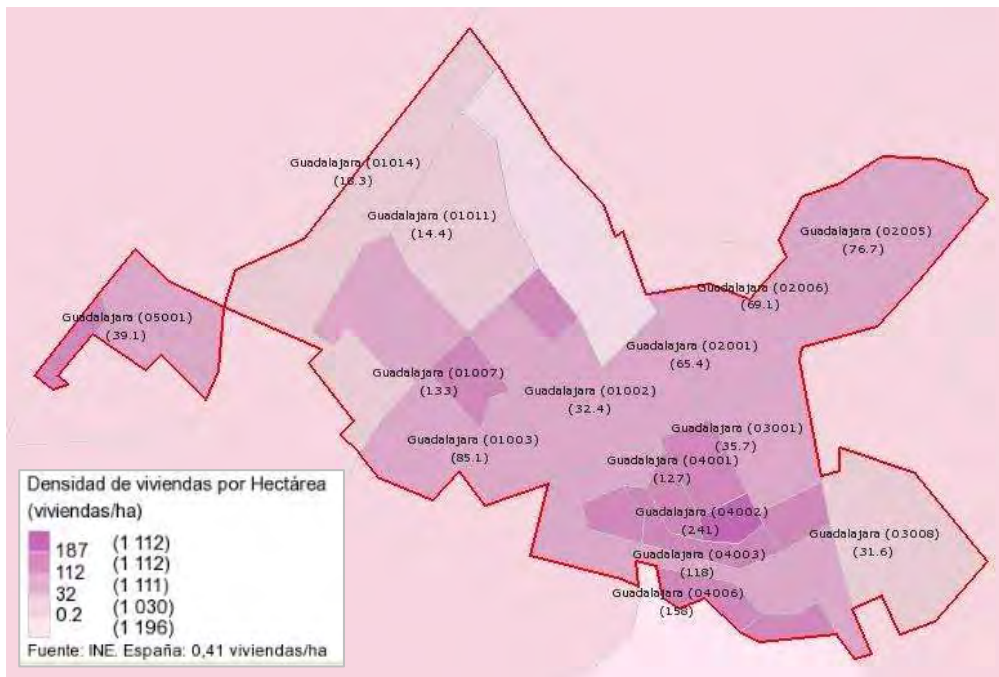 Guadalajara (01014)
(10.3)
Guadalajara (01011)
(14.4)
Guadalajara (02005)
(76.7)
Guadalajara (02006)
(69.1)
Guadalajara (05001)
(39.1)
Guadalajara (02001)
(65.4)
Guadalajara (01007)
(133)
Guadalajara (01002)
(32.4)
Guadalajara (01003)
(85.1)
Guadalajara (03001)
(35.7)
Guadalajara (04001)
(127)
Guadalajara (04002)
(241)
Guadalajara (03008)
(31.6)
Guadalajara (04003)
(118)
Guadalajara (04006)
(158)
Densidad de viviendas por Hectárea
(viviendas/ha)
(1 112)
187
(1 112)
112
(1 111)
32
(1 030)
0.2
(1 196)
Fuente: INE. España: 0,41 viviendas/ha